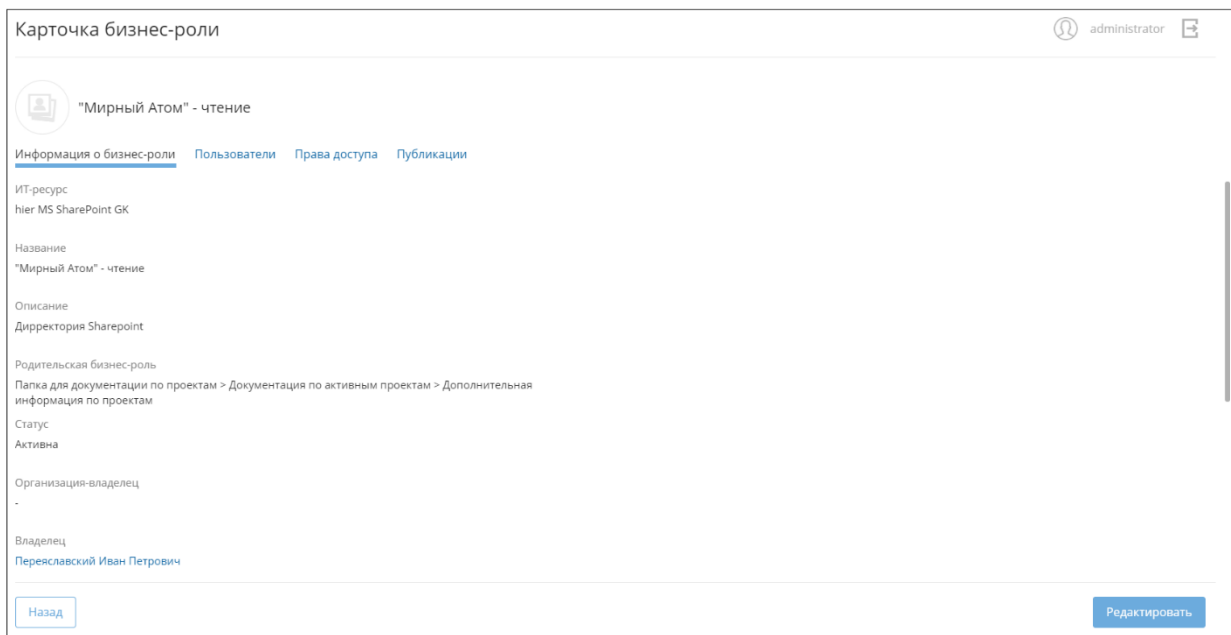 Карточка бизнес-роли
administrator
"Мирный Атом" - чтение
Информация о бизнес-роли Пользователи Права доступа Публикации
ИТ-ресурс
hier MS SharePoint GK
Название
"Мирный Атом" - чтение
Описание
Дирректория Sharepoint
Родительская бизнес-роль
Папка для документации по проектам > Документация по активным проектам > Дополнительная
информация по проектам
Статус
Активна
Организация-владелец
-
Владелец
Переяславский Иван Петрович
Назад Редактировать